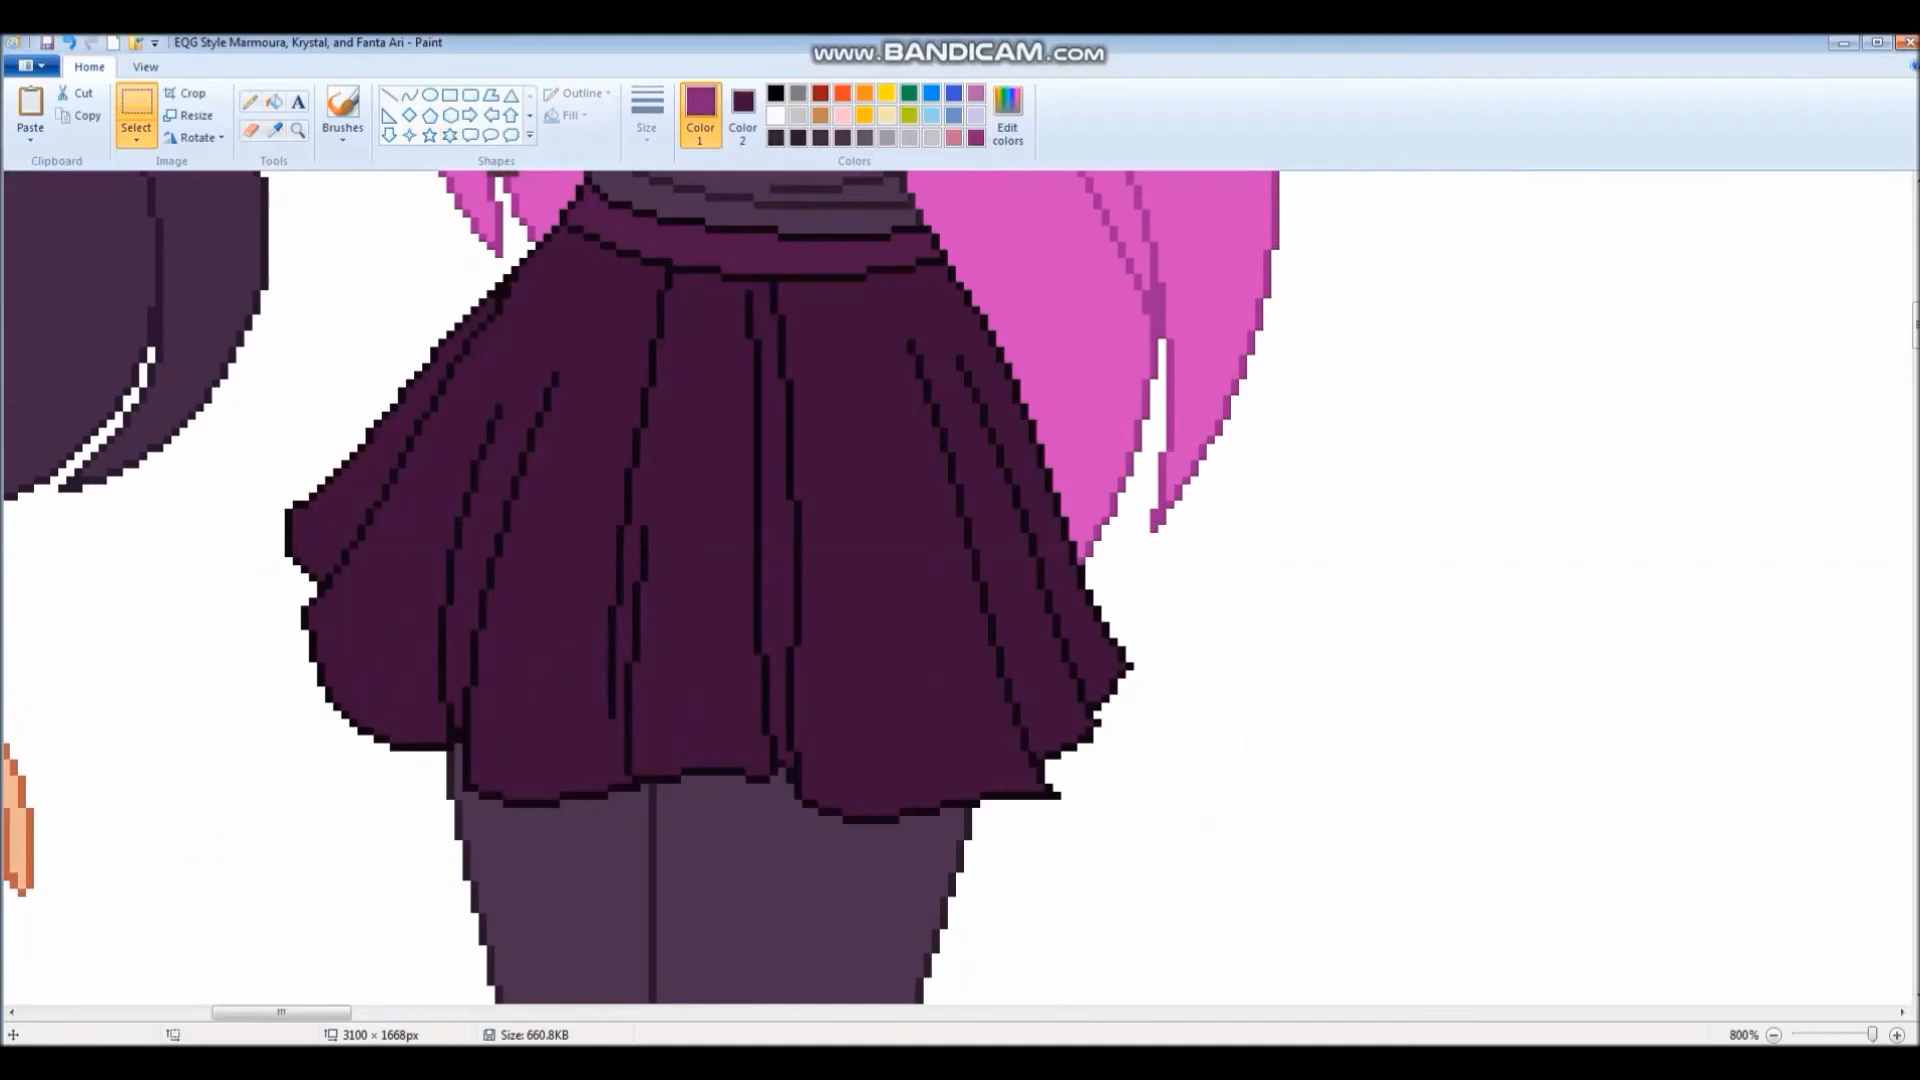 EQG Style Marmoura, Krystal, and Fanta Ari - Paint
www.BANDICAM.com
Home View
Paste
Cut
Copy
Clipboard
Select
Crop
Resize
Rotate
Image
A
Tools
Brushes
Shapes
Outline
Fill
Size
Color 1
Color 2
Edit colors
Colors
3100 × 1668px
Size: 660.8KB
800%